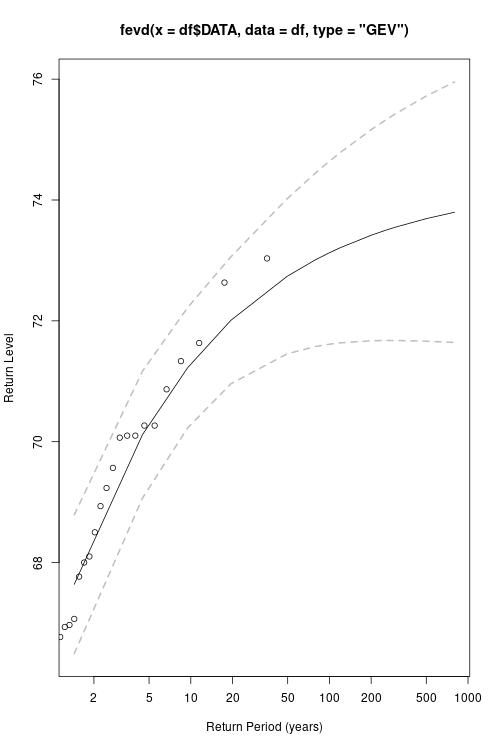 fevd(x = df$DATA, data = df, type = "GEV")
76
74
72
70
68
Return Level
2 5 10 20 50 100 200 500 1000
Return Period (years)